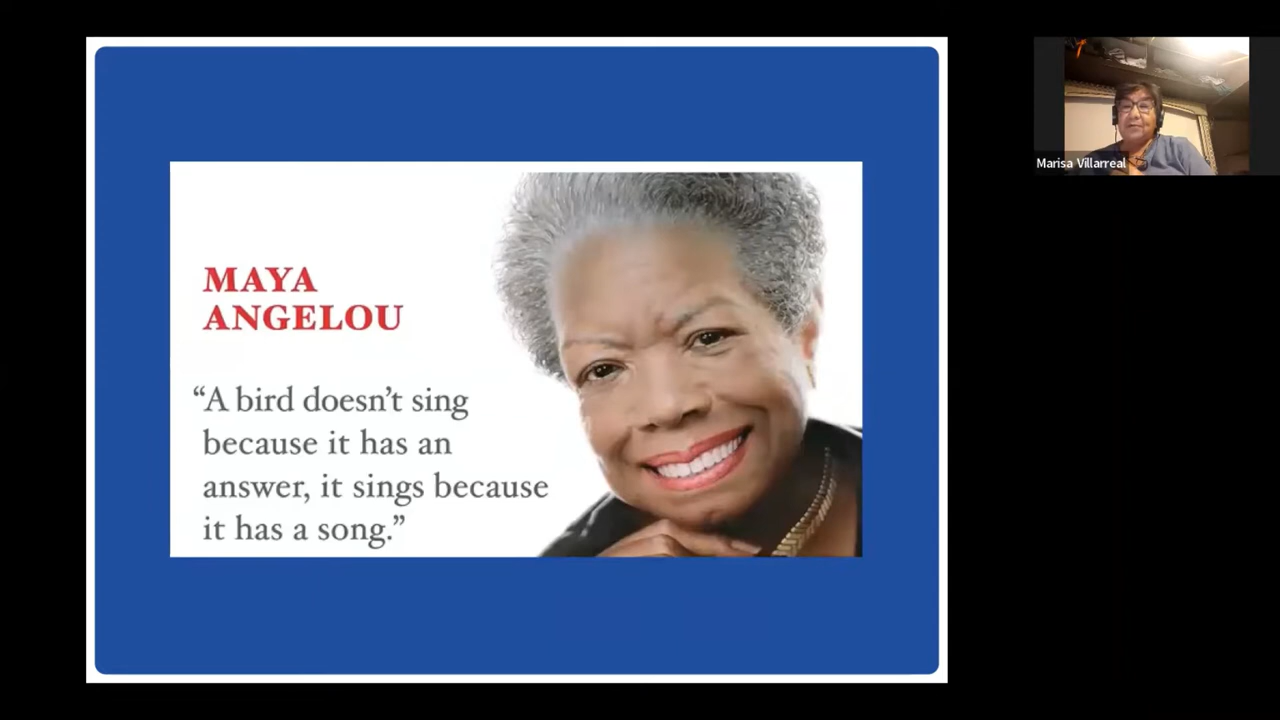 MAYA
ANGELOU
“A bird doesn’t sing
because it has an
answer, it sings because
it has a song.”
Marisa Villarreal